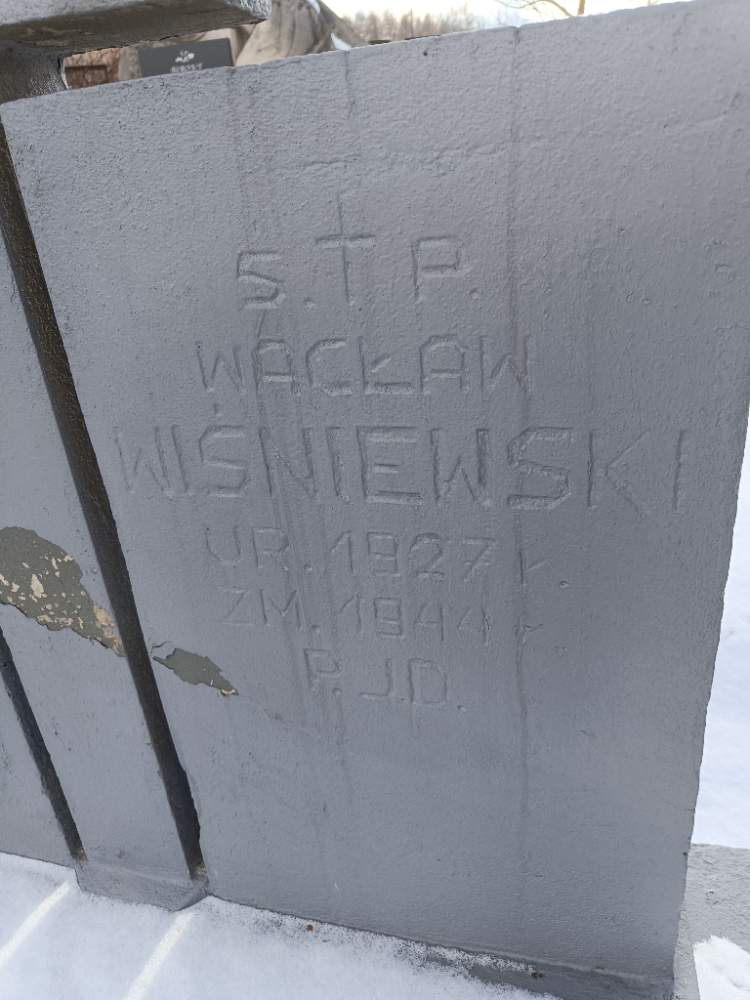 Ś. † P.
WACŁAW
WIŚNIEWSKI
UR. 1927 r.
ZM. 1944 r.
P. J. D.